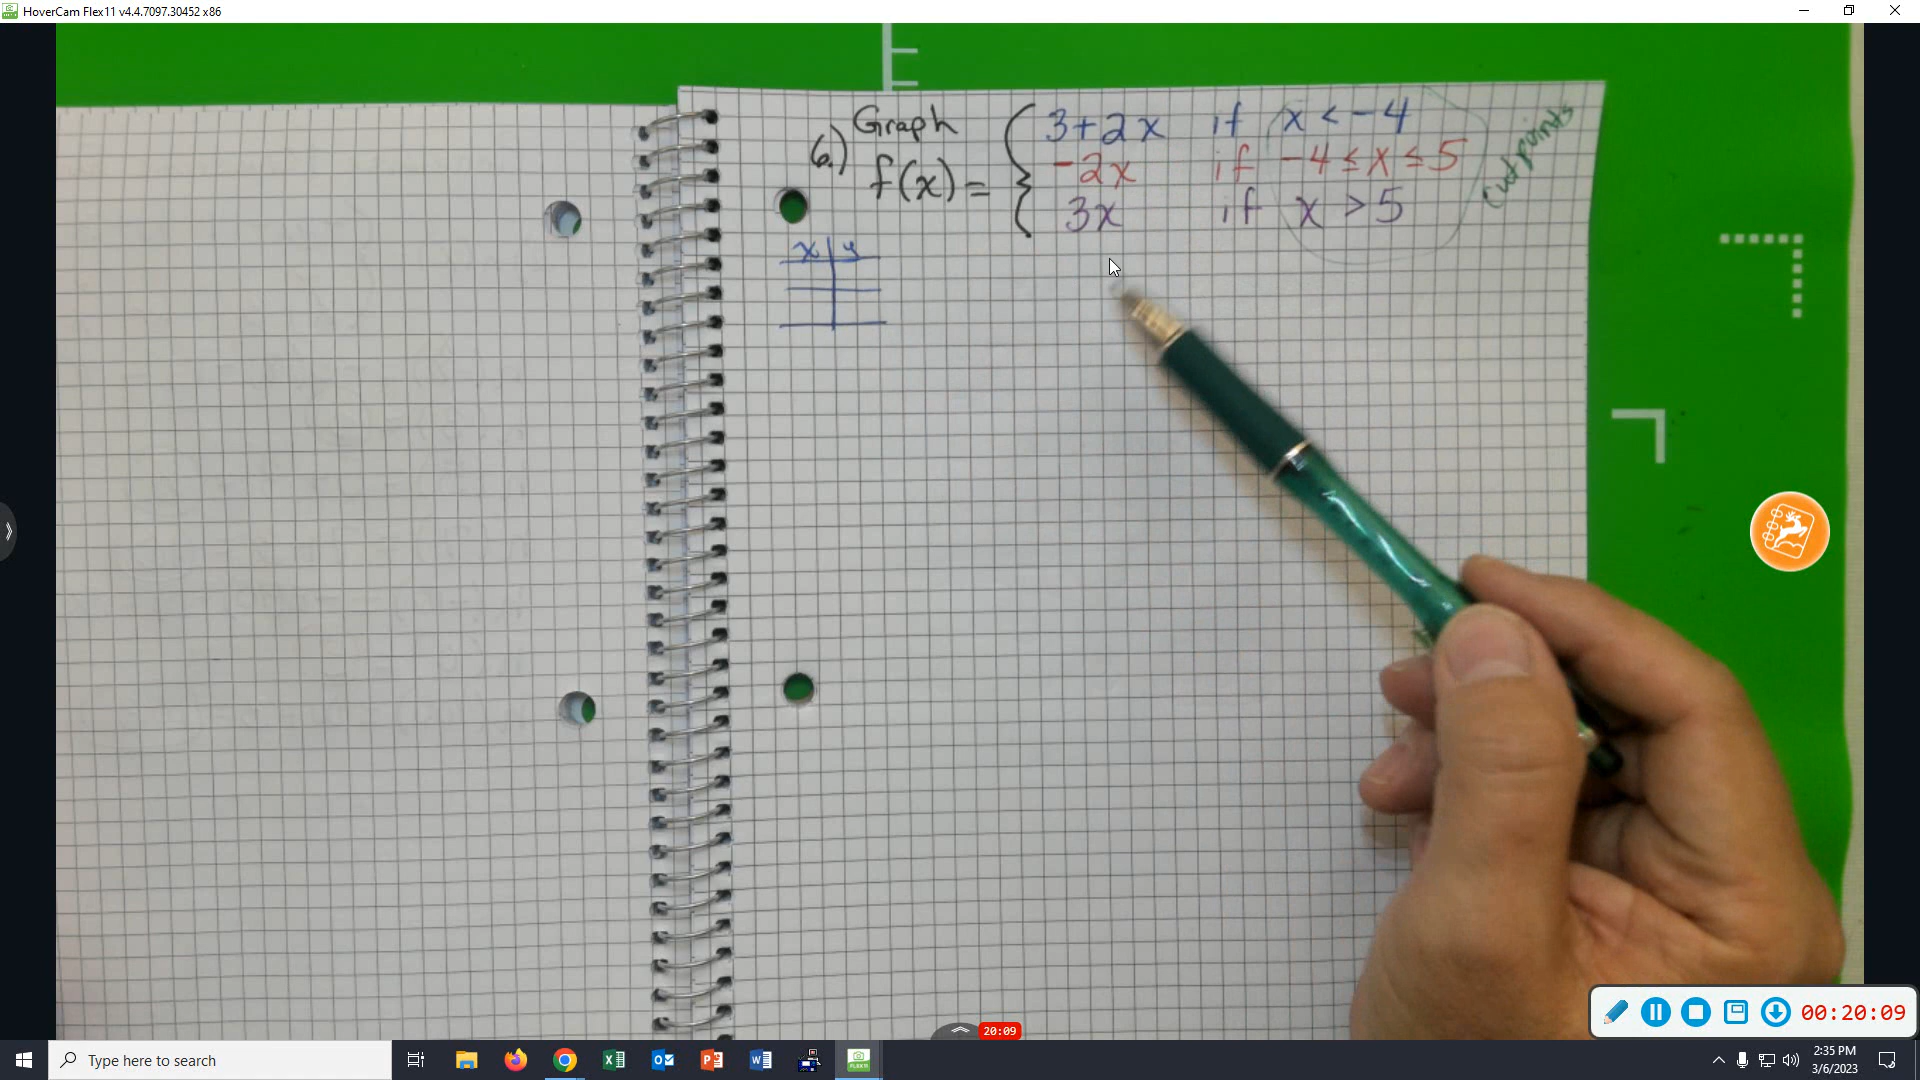 HoverCam Flex11 v4.4.7097.30452 x86
6.) Graph
f(x) = { 3+2x if x < -4
-2x if -4 ≤ x ≤ 5
3x if x > 5
cutpoints
x | y
20:09
00:20:09
Type here to search
2:35 PM
3/6/2023